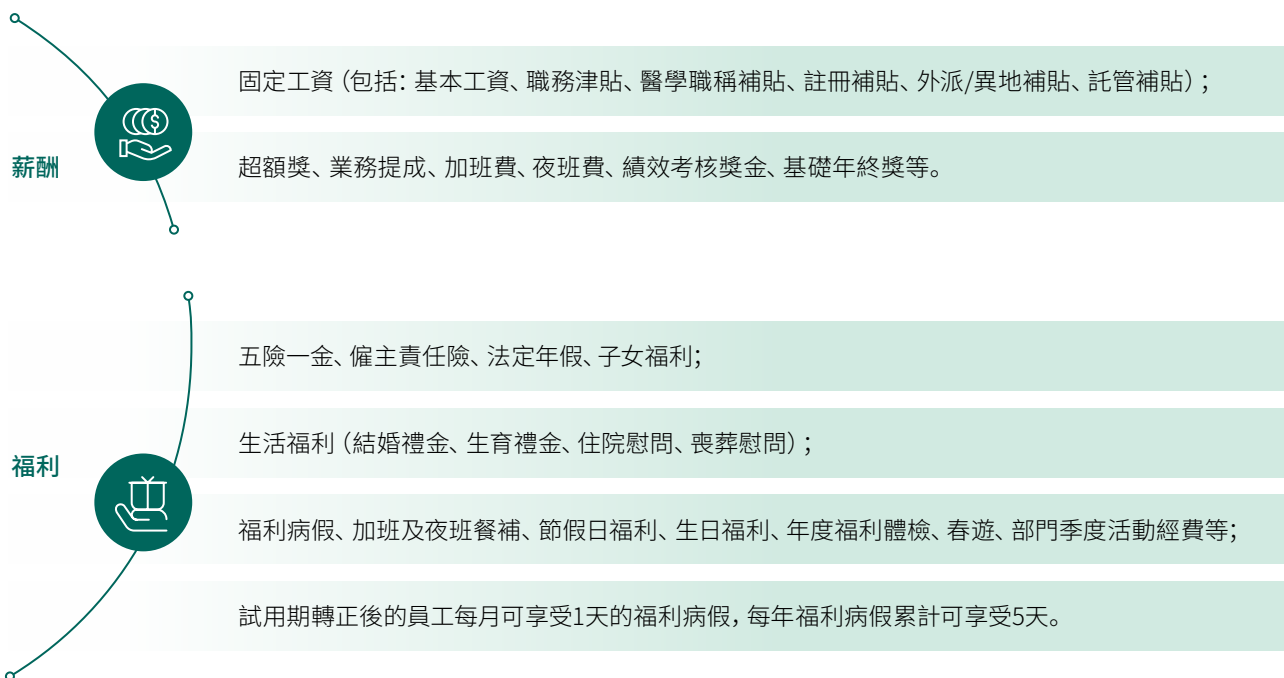 薪酬
固定工資（包括：基本工資、職務津貼、醫學職稱補貼、註冊補貼、外派/異地補貼、託管補貼）；
超額獎、業務提成、加班費、夜班費、績效考核獎金、基礎年終獎等。
福利
五險一金、僱主責任險、法定年假、子女福利；
生活福利（結婚禮金、生育禮金、住院慰問、喪葬慰問）；
福利病假、加班及夜班餐補、節假日福利、生日福利、年度福利體檢、春遊、部門季度活動經費等；
試用期轉正後的員工每月可享受1天的福利病假，每年福利病假累計可享受5天。